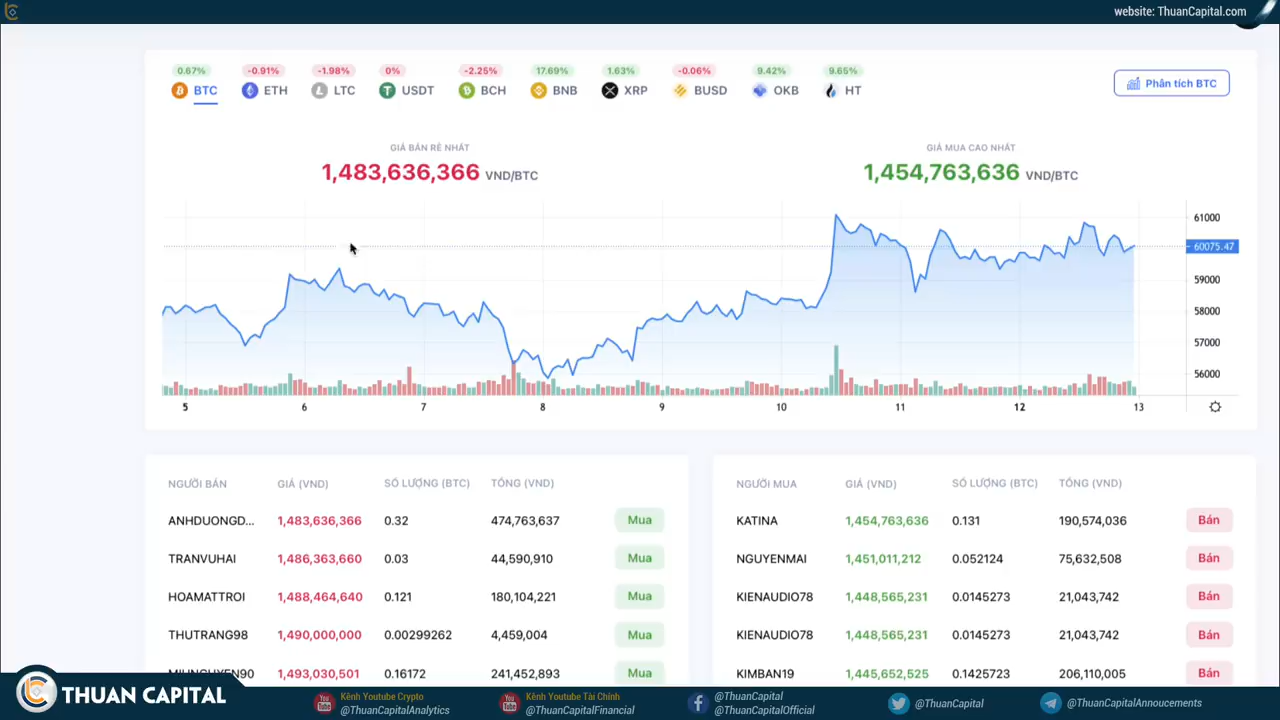 website: ThuanCapital.com
0.67% -0.91% -1.98% 0% -2.25% 17.69% 1.63% -0.06% 9.42% 9.65%
BTC ETH LTC USDT BCH BNB XRP BUSD OKB HT
Phân tích BTC
GIÁ BÁN RẺ NHẤT GIÁ MUA CAO NHẤT
1,483,636,366 VND/BTC 1,454,763,636 VND/BTC
61000
60075.47
59000
58000
57000
56000
5 6 7 8 9 10 11 12 13
NGƯỜI BÁN GIÁ (VND) SỐ LƯỢNG (BTC) TỔNG (VND)
ANHDUONGD... 1,483,636,366 0.32 474,763,637 Mua
TRANVUHAI 1,486,363,660 0.03 44,590,910 Mua
HOAMATTROI 1,488,464,640 0.121 180,104,221 Mua
THUTRANG98 1,490,000,000 0.00299262 4,459,004 Mua
MILINGUYEN90 1,493,030,501 0.16172 241,452,893 Mua
NGƯỜI MUA GIÁ (VND) SỐ LƯỢNG (BTC) TỔNG (VND)
KATINA 1,454,763,636 0.131 190,574,036 Bán
NGUYENMAI 1,451,011,212 0.052124 75,632,508 Bán
KIENAUDIO78 1,448,565,231 0.0145273 21,043,742 Bán
KIENAUDIO78 1,448,565,231 0.0145273 21,043,742 Bán
KIMBAN19 1,445,652,525 0.1425723 206,110,005 Bán
THUAN CAPITAL
Kênh Youtube Crypto
@ThuanCapitalAnalytics
Kênh Youtube Tài Chính
@ThuanCapitalFinancial
@ThuanCapital
@ThuanCapitalOfficial
@ThuanCapital
@ThuanCapitalAnnoucements